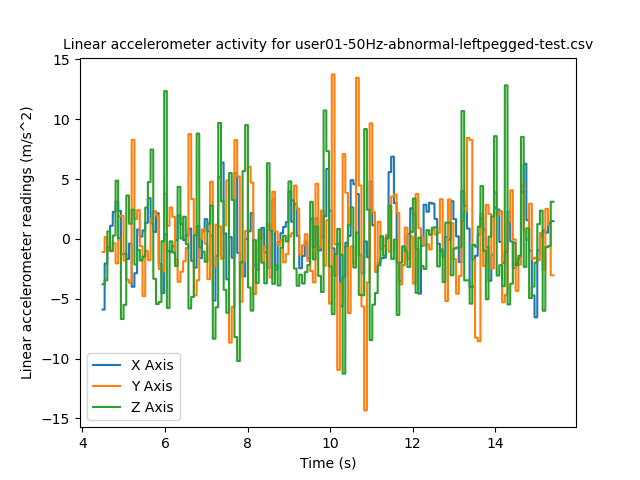 Linear accelerometer activity for user01-50Hz-abnormal-leftpegged-test.csv
Linear accelerometer readings (m/s^2)
15
10
5
0
−5
−10
−15
X Axis
Y Axis
Z Axis
4 6 8 10 12 14
Time (s)